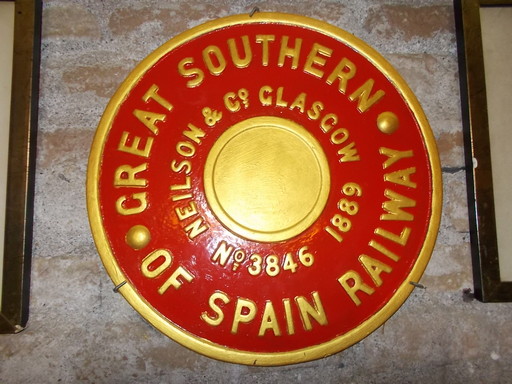 GREAT SOUTHERN
OF SPAIN RAILWAY
NEILSON & Cº GLASGOW
1889
Nº 3846